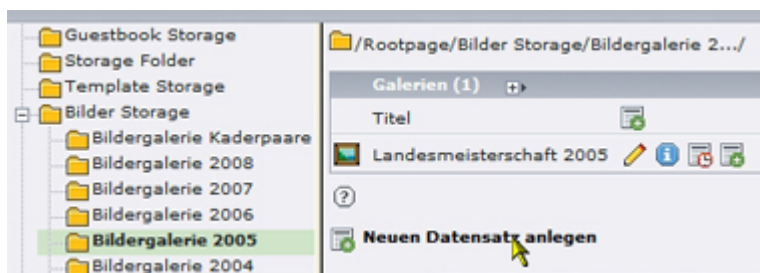 Guestbook Storage
Storage Folder
Template Storage
Bilder Storage
Bildergalerie Kaderpaare
Bildergalerie 2008
Bildergalerie 2007
Bildergalerie 2006
Bildergalerie 2005
Bildergalerie 2004
/Rootpage/Bilder Storage/Bildergalerie 2.../
Galerien (1)
Titel
Landesmeisterschaft 2005
Neuen Datensatz anlegen